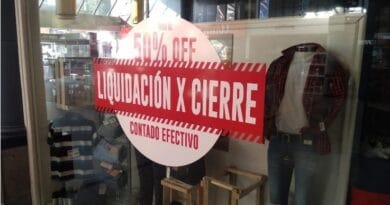 50% OFF
LIQUIDACIÓN X CIERRE
CONTADO EFECTIVO